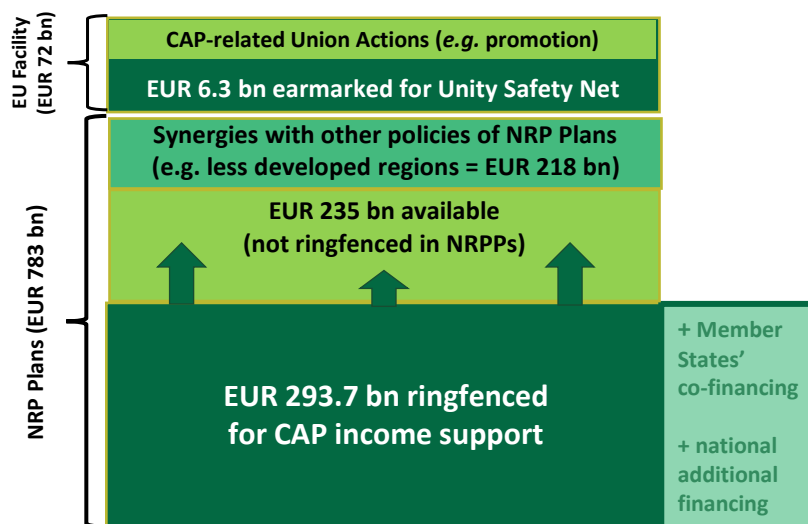 EU Facility
(EUR 72 bn)
CAP-related Union Actions (e.g. promotion)
EUR 6.3 bn earmarked for Unity Safety Net
NRP Plans (EUR 783 bn)
Synergies with other policies of NRP Plans
(e.g. less developed regions = EUR 218 bn)
EUR 235 bn available
(not ringfenced in NRPPs)
EUR 293.7 bn ringfenced
for CAP income support
+ Member
States’
co-financing
+ national
additional
financing